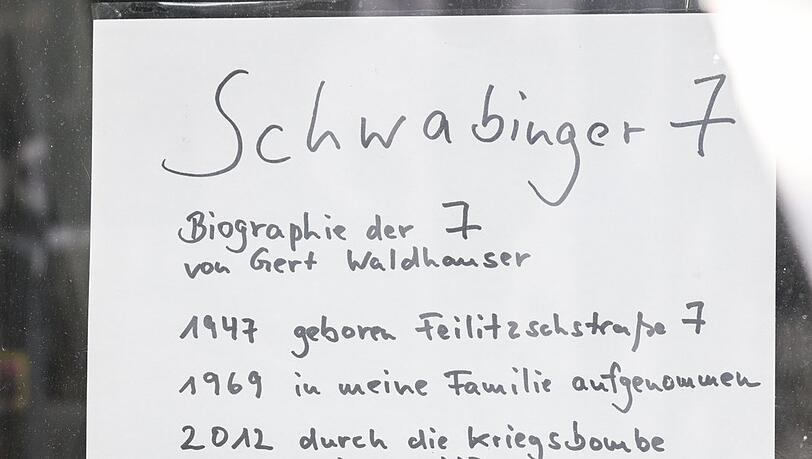 Schwabinger 7
Biographie der 7
von Gert Waldhauser
1947 geboren Feilitzschstraße 7
1969 in meine Familie aufgenommen
2012 durch die Kriegsbombe